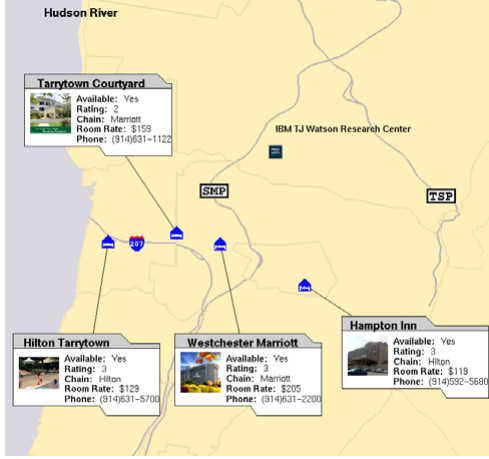 Hudson River
Tarrytown Courtyard
Available: Yes
Rating: 2
Chain: Marriott
Room Rate: $159
Phone: (914)631-1122
IBM TJ Watson Research Center
SMP
TSP
287
Hilton Tarrytown
Available: Yes
Rating: 3
Chain: Hilton
Room Rate: $129
Phone: (914)631-5700
Westchester Marriott
Available: Yes
Rating: 3
Chain: Marriott
Room Rate: $205
Phone: (914)631-2200
Hampton Inn
Available: Yes
Rating: 3
Chain: Hilton
Room Rate: $119
Phone: (914)592-5680